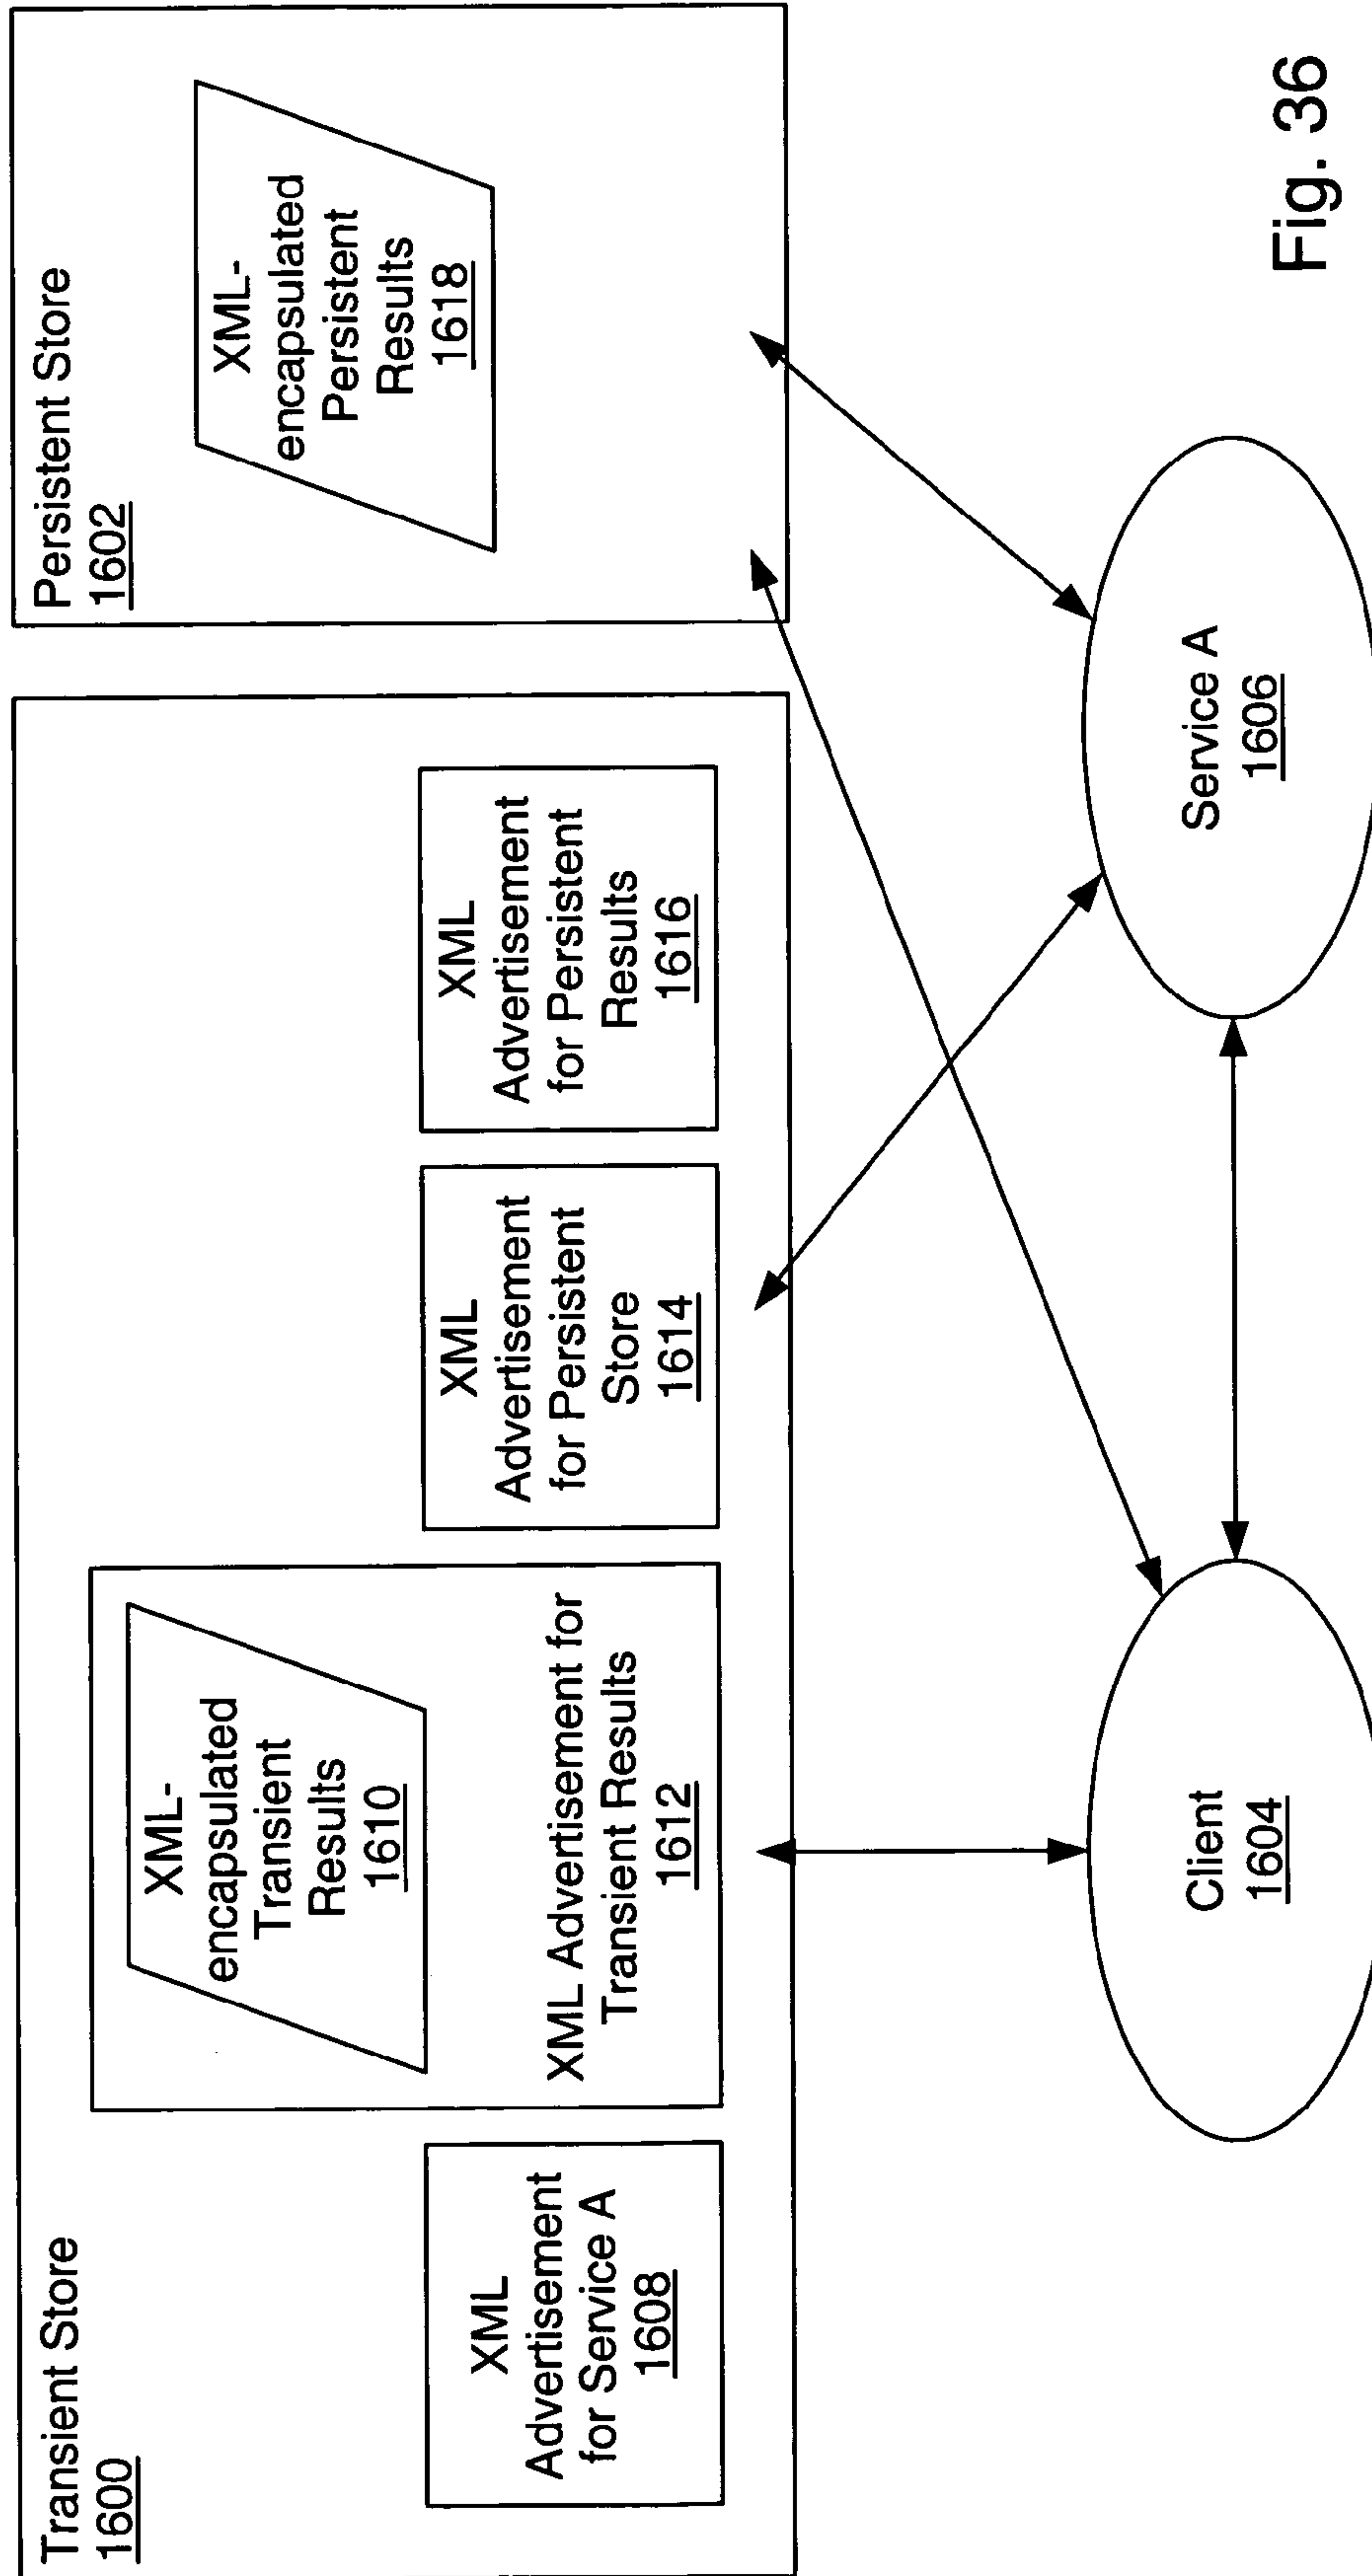 Transient Store
1600
XML
Advertisement
for Service A
1608
XML-
encapsulated
Transient
Results
1610
XML Advertisement for
Transient Results
1612
XML
Advertisement
for Persistent
Store
1614
XML
Advertisement
for Persistent
Results
1616
Persistent Store
1602
XML-
encapsulated
Persistent
Results
1618
Client
1604
Service A
1606
Fig. 36